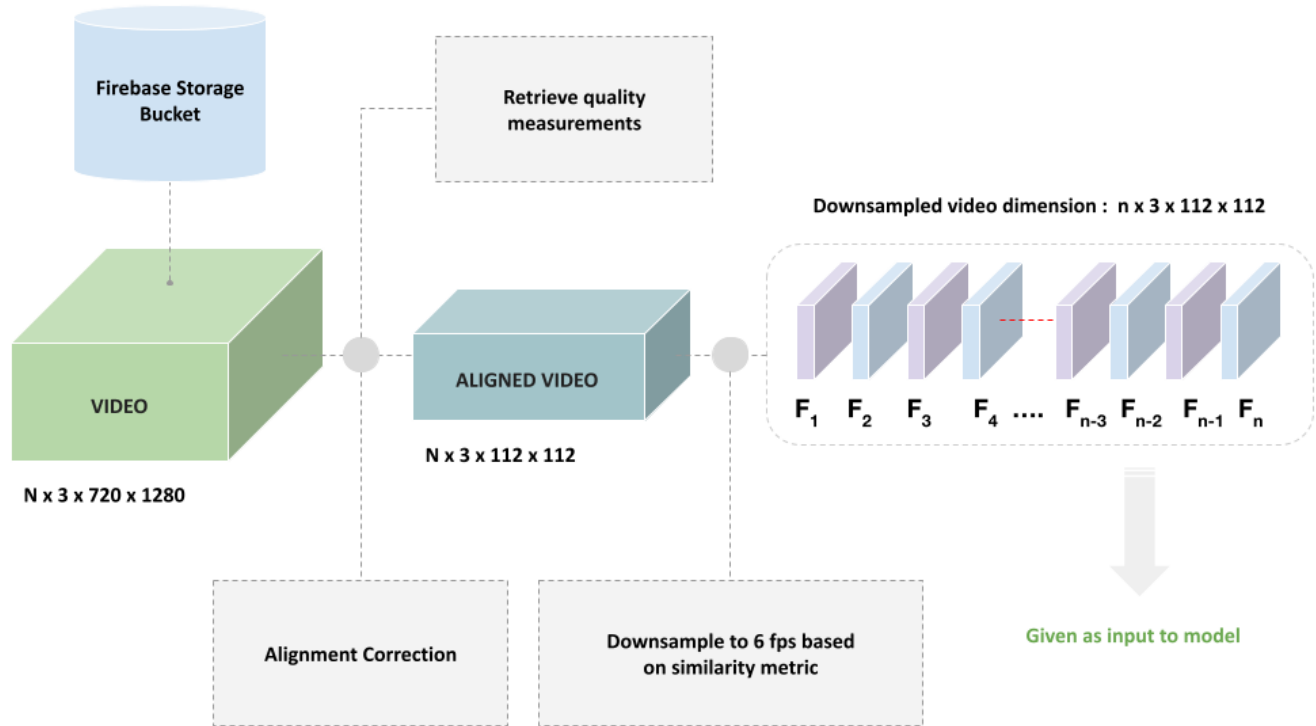 Firebase Storage
Bucket
Retrieve quality
measurements
Downsampled video dimension : n x 3 x 112 x 112
VIDEO
ALIGNED VIDEO
F1 F2 F3 F4 .... Fn-3 Fn-2 Fn-1 Fn
N x 3 x 112 x 112
N x 3 x 720 x 1280
Alignment Correction
Downsample to 6 fps based
on similarity metric
Given as input to model